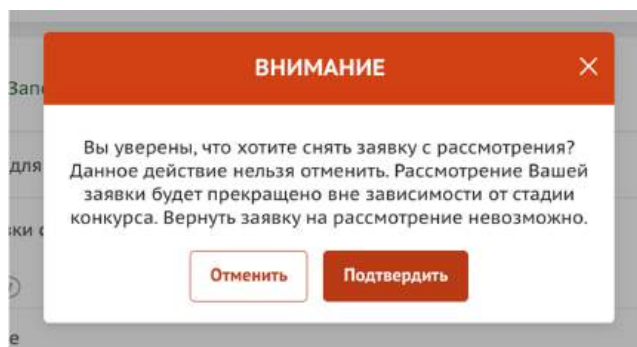 ВНИМАНИЕ
Вы уверены, что хотите снять заявку с рассмотрения?
Данное действие нельзя отменить. Рассмотрение Вашей
заявки будет прекращено вне зависимости от стадии
конкурса. Вернуть заявку на рассмотрение невозможно.
Отменить
Подтвердить
для